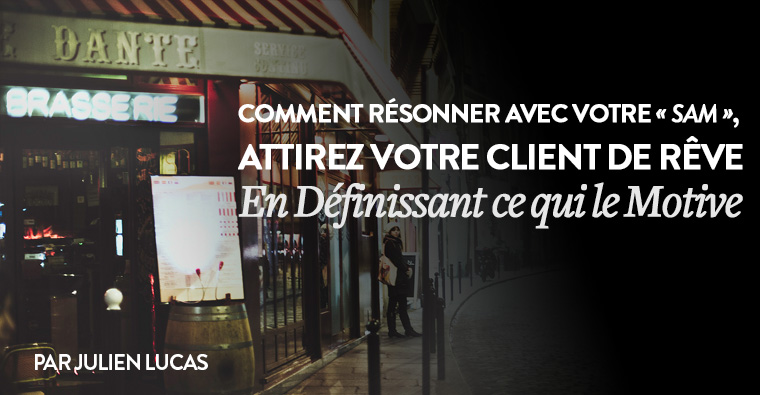 DANTE
SERVICE
BRASSERIE
COMMENT RÉSONNER AVEC VOTRE « SAM »,
ATTIREZ VOTRE CLIENT DE RÊVE
En Définissant ce qui le Motive
PAR JULIEN LUCAS